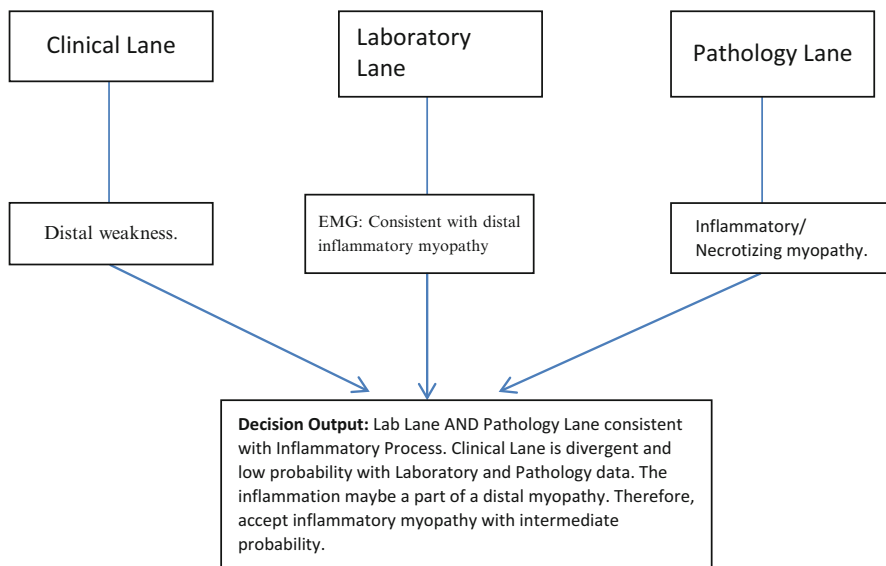 Clinical Lane
Laboratory
Lane
Pathology Lane
Distal weakness.
EMG: Consistent with distal
inflammatory myopathy
Inflammatory/
Necrotizing myopathy.
Decision Output: Lab Lane AND Pathology Lane consistent
with Inflammatory Process. Clinical Lane is divergent and
low probability with Laboratory and Pathology data. The
inflammation maybe a part of a distal myopathy. Therefore,
accept inflammatory myopathy with intermediate
probability.